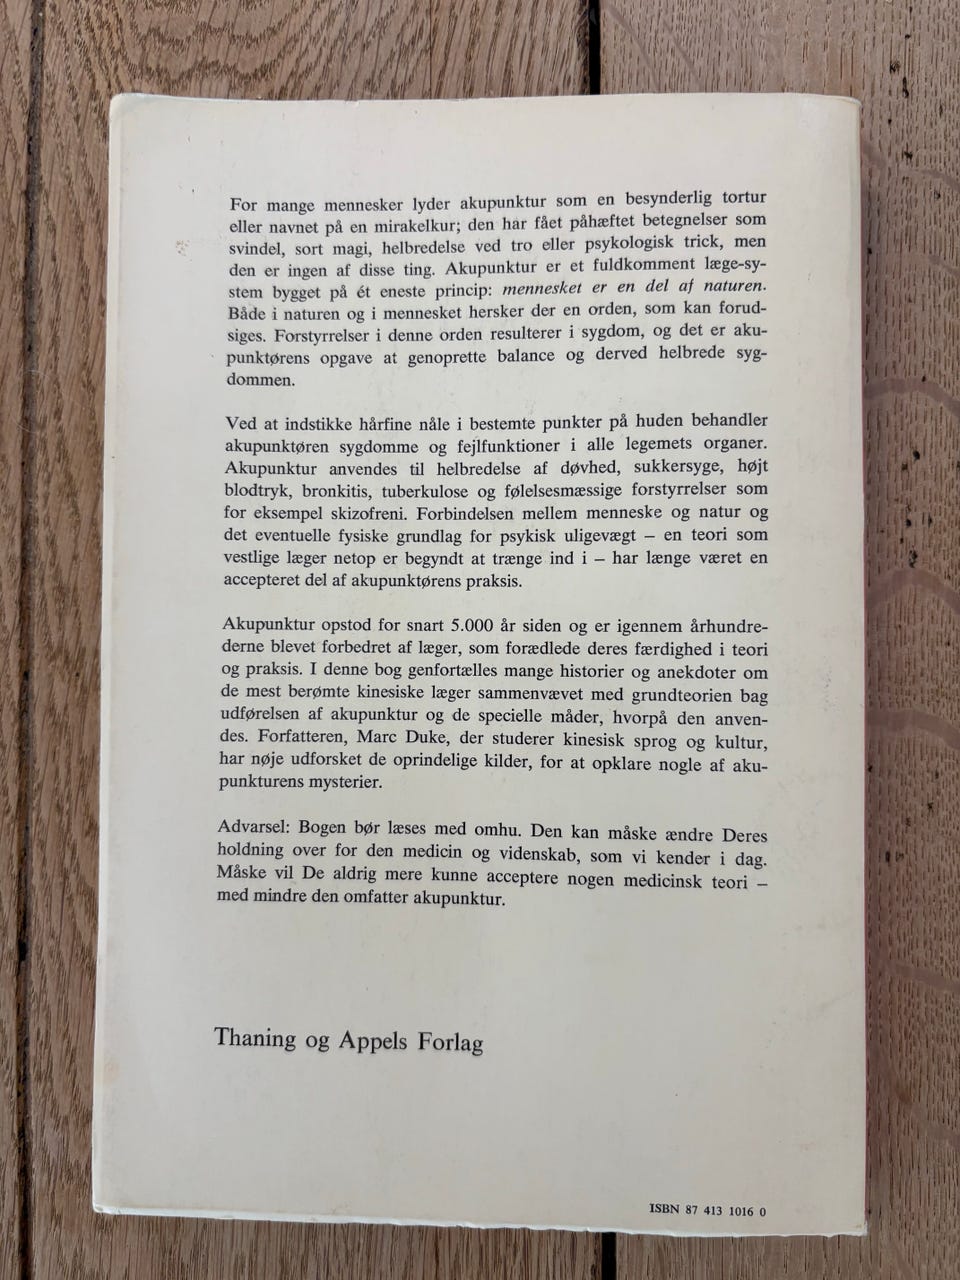 For mange mennesker lyder akupunktur som en besynderlig tortur
eller navnet på en mirakelkur; den har fået påhæftet betegnelser som
svindel, sort magi, helbredelse ved tro eller psykologisk trick, men
den er ingen af disse ting. Akupunktur er et fuldkomment læge-sy-
stem bygget på ét eneste princip: mennesket er en del af naturen.
Både i naturen og i mennesket hersker der en orden, som kan forud-
siges. Forstyrrelser i denne orden resulterer i sygdom, og det er aku-
punktørens opgave at genoprette balance og derved helbrede syg-
dommen.
Ved at indstikke hårfine nåle i bestemte punkter på huden behandler
akupunktøren sygdomme og fejlfunktioner i alle legemets organer.
Akupunktur anvendes til helbredelse af døvhed, sukkersyge, højt
blodtryk, bronkitis, tuberkulose og følelsesmæssige forstyrrelser som
for eksempel skizofreni. Forbindelsen mellem menneske og natur og
det eventuelle fysiske grundlag for psykisk uligevægt – en teori som
vestlige læger netop er begyndt at trænge ind i – har længe været en
accepteret del af akupunktørens praksis.
Akupunktur opstod for snart 5.000 år siden og er igennem århundre-
derne blevet forbedret af læger, som forædlede deres færdighed i teori
og praksis. I denne bog genfortælles mange historier og anekdoter om
de mest berømte kinesiske læger sammenvævet med grundteorien bag
udførelsen af akupunktur og de specielle måder, hvorpå den anven-
des. Forfatteren, Marc Duke, der studerer kinesisk sprog og kultur,
har nøje udforsket de oprindelige kilder, for at opklare nogle af aku-
punkturens mysterier.
Advarsel: Bogen bør læses med omhu. Den kan måske ændre Deres
holdning over for den medicin og videnskab, som vi kender i dag.
Måske vil De aldrig mere kunne acceptere nogen medicinsk teori –
med mindre den omfatter akupunktur.
Thaning og Appels Forlag
ISBN 87 413 1016 0